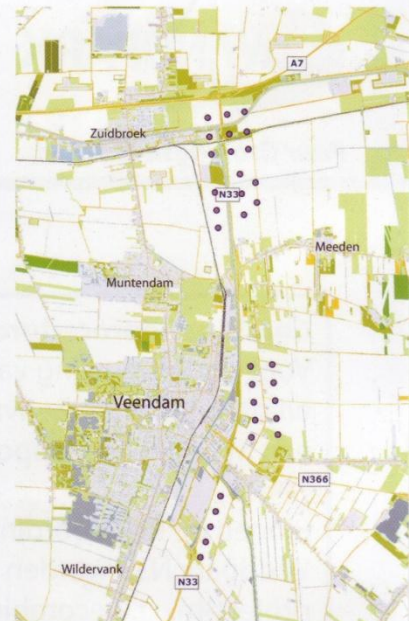 A7
Zuidbroek
N33
Meeden
Muntendam
Veendam
N366
Wildervank
N33